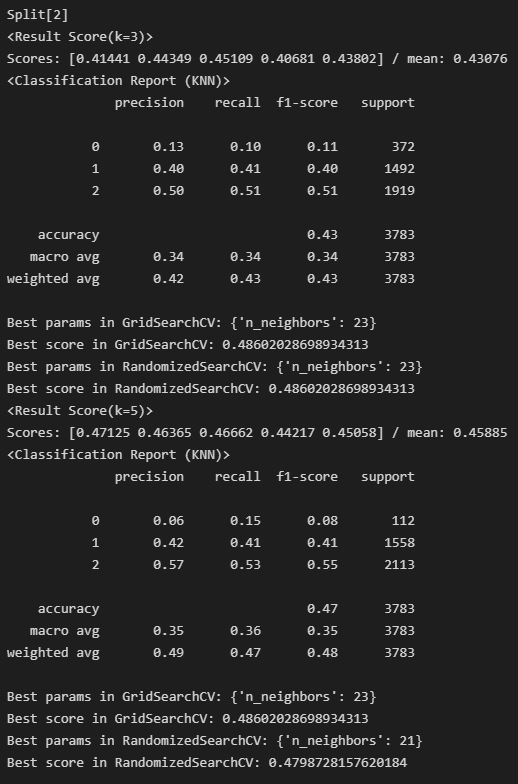 Split[2]
<Result Score(k=3)>
Scores: [0.41441 0.44349 0.45109 0.40681 0.43802] / mean: 0.43076
<Classification Report (KNN)>
precision recall f1-score support
0 0.13 0.10 0.11 372
1 0.40 0.41 0.40 1492
2 0.50 0.51 0.51 1919
accuracy 0.43 3783
macro avg 0.34 0.34 0.34 3783
weighted avg 0.42 0.43 0.43 3783
Best params in GridSearchCV: {'n_neighbors': 23}
Best score in GridSearchCV: 0.48602028698934313
Best params in RandomizedSearchCV: {'n_neighbors': 23}
Best score in RandomizedSearchCV: 0.48602028698934313
<Result Score(k=5)>
Scores: [0.47125 0.46365 0.46662 0.44217 0.45058] / mean: 0.45885
<Classification Report (KNN)>
precision recall f1-score support
0 0.06 0.15 0.08 112
1 0.42 0.41 0.41 1558
2 0.57 0.53 0.55 2113
accuracy 0.47 3783
macro avg 0.35 0.36 0.35 3783
weighted avg 0.49 0.47 0.48 3783
Best params in GridSearchCV: {'n_neighbors': 23}
Best score in GridSearchCV: 0.48602028698934313
Best params in RandomizedSearchCV: {'n_neighbors': 21}
Best score in RandomizedSearchCV: 0.4798728157620184